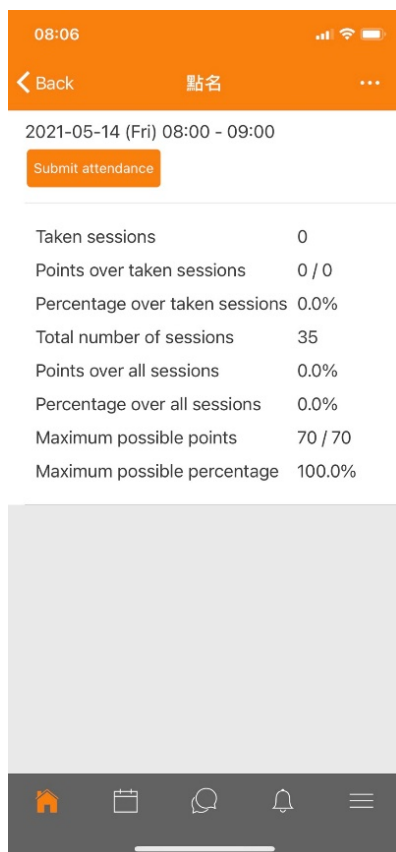 08:06
Back 點名 ...
2021-05-14 (Fri) 08:00 - 09:00
Submit attendance
Taken sessions 0
Points over taken sessions 0 / 0
Percentage over taken sessions 0.0%
Total number of sessions 35
Points over all sessions 0.0%
Percentage over all sessions 0.0%
Maximum possible points 70 / 70
Maximum possible percentage 100.0%